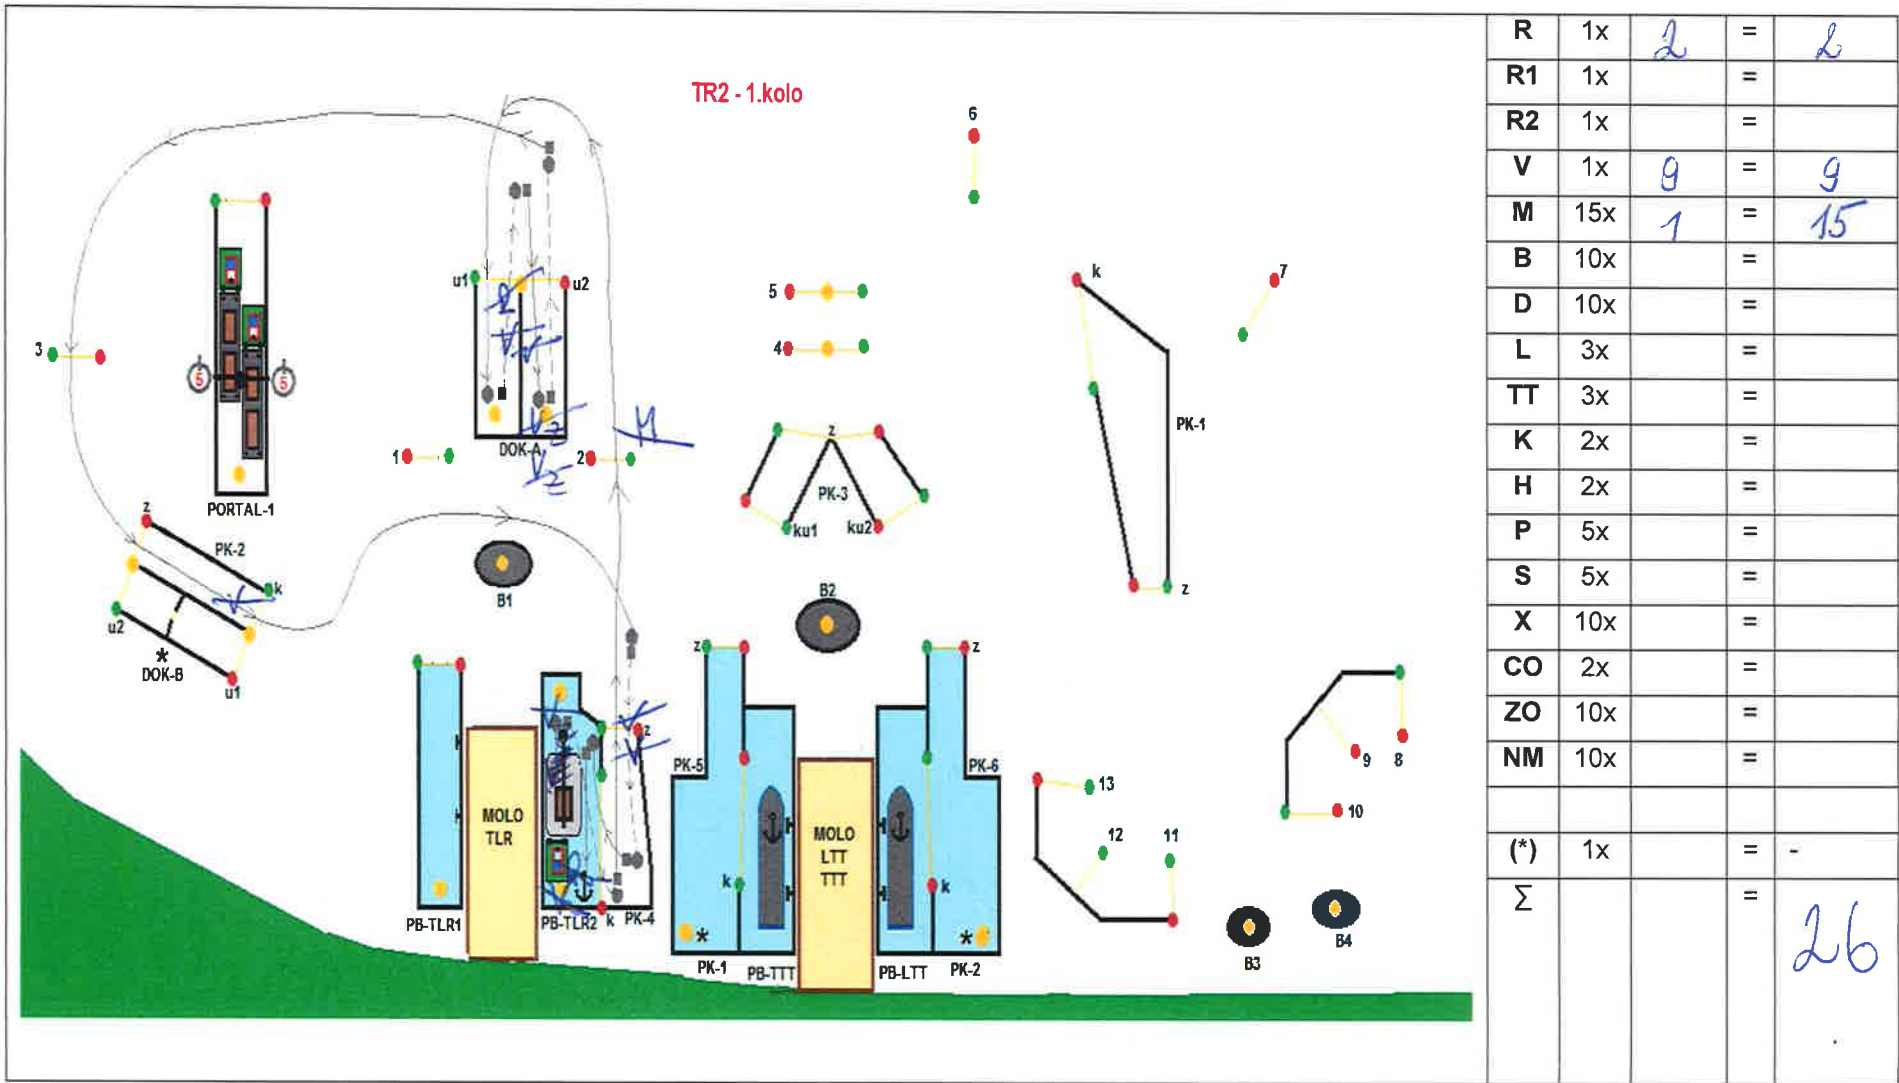 TR2 - 1.kolo
6
u1
u2
5
4
k
7
3
5
5
DOK-A
1
2
M
z
PK-3
ku1
ku2
PK-1
PORTAL-1
z
PK-2
k
u2
*
DOK-B
u1
V
B1
B2
z
z
z
z
PK-5
PK-6
MOLO
TLR
MOLO
LTT
TTT
k
k
k
PB-TLR1
PB-TLR2
PK-4
*
*
PK-1
PB-TTT
PB-LTT
PK-2
13
12
11
9
8
10
B3
B4
R 1x 2 = 2
R1 1x =
R2 1x =
V 1x 9 = 9
M 15x 1 = 15
B 10x =
D 10x =
L 3x =
TT 3x =
K 2x =
H 2x =
P 5x =
S 5x =
X 10x =
CO 2x =
ZO 10x =
NM 10x =
(*) 1x = -
Σ = 26